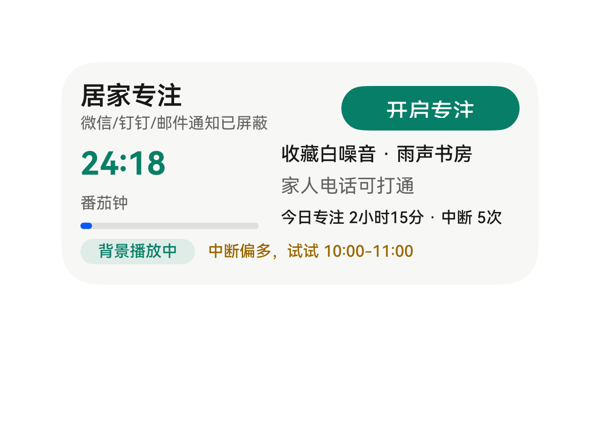 居家专注
微信/钉钉/邮件通知已屏蔽
开启专注
24:18
番茄钟
收藏白噪音 · 雨声书房
家人电话可打通
今日专注 2小时15分 · 中断 5次
背景播放中
中断偏多，试试 10:00-11:00